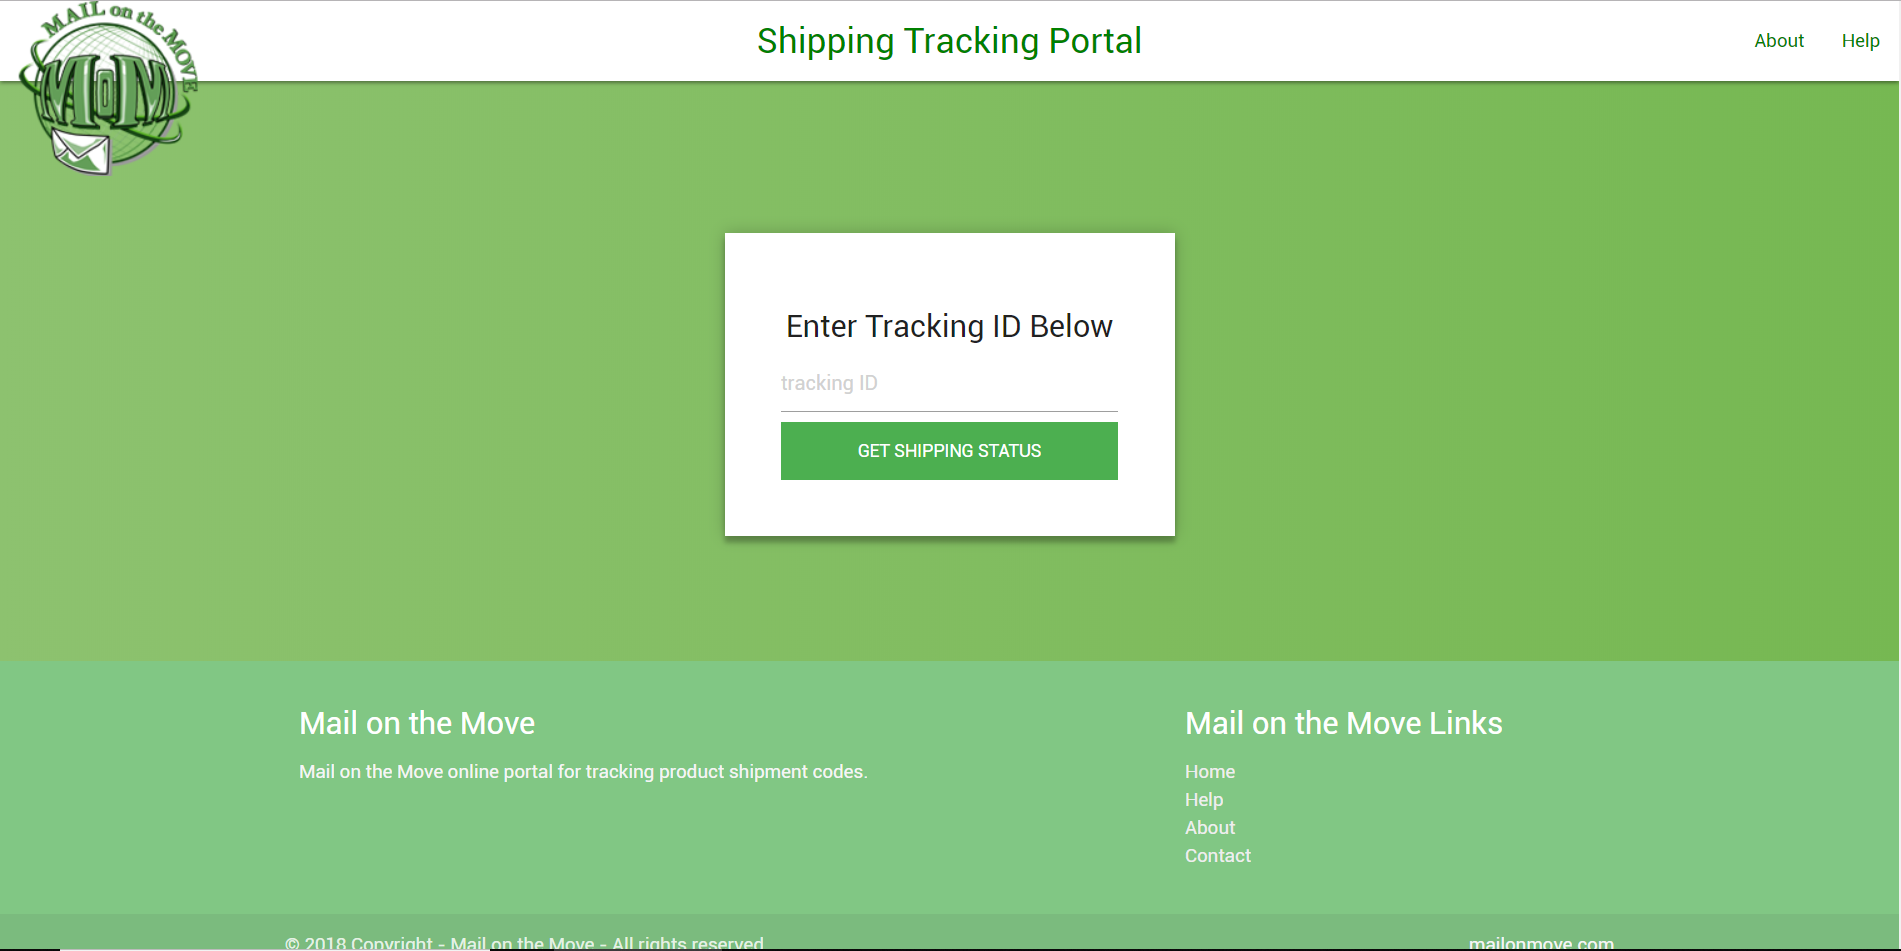 MAIL on the MOVE
MOM
Shipping Tracking Portal
About
Help
Enter Tracking ID Below
tracking ID
GET SHIPPING STATUS
Mail on the Move
Mail on the Move online portal for tracking product shipment codes.
Mail on the Move Links
Home
Help
About
Contact
© 2018 Copyright - Mail on the Move - All rights reserved
mailonmove.com